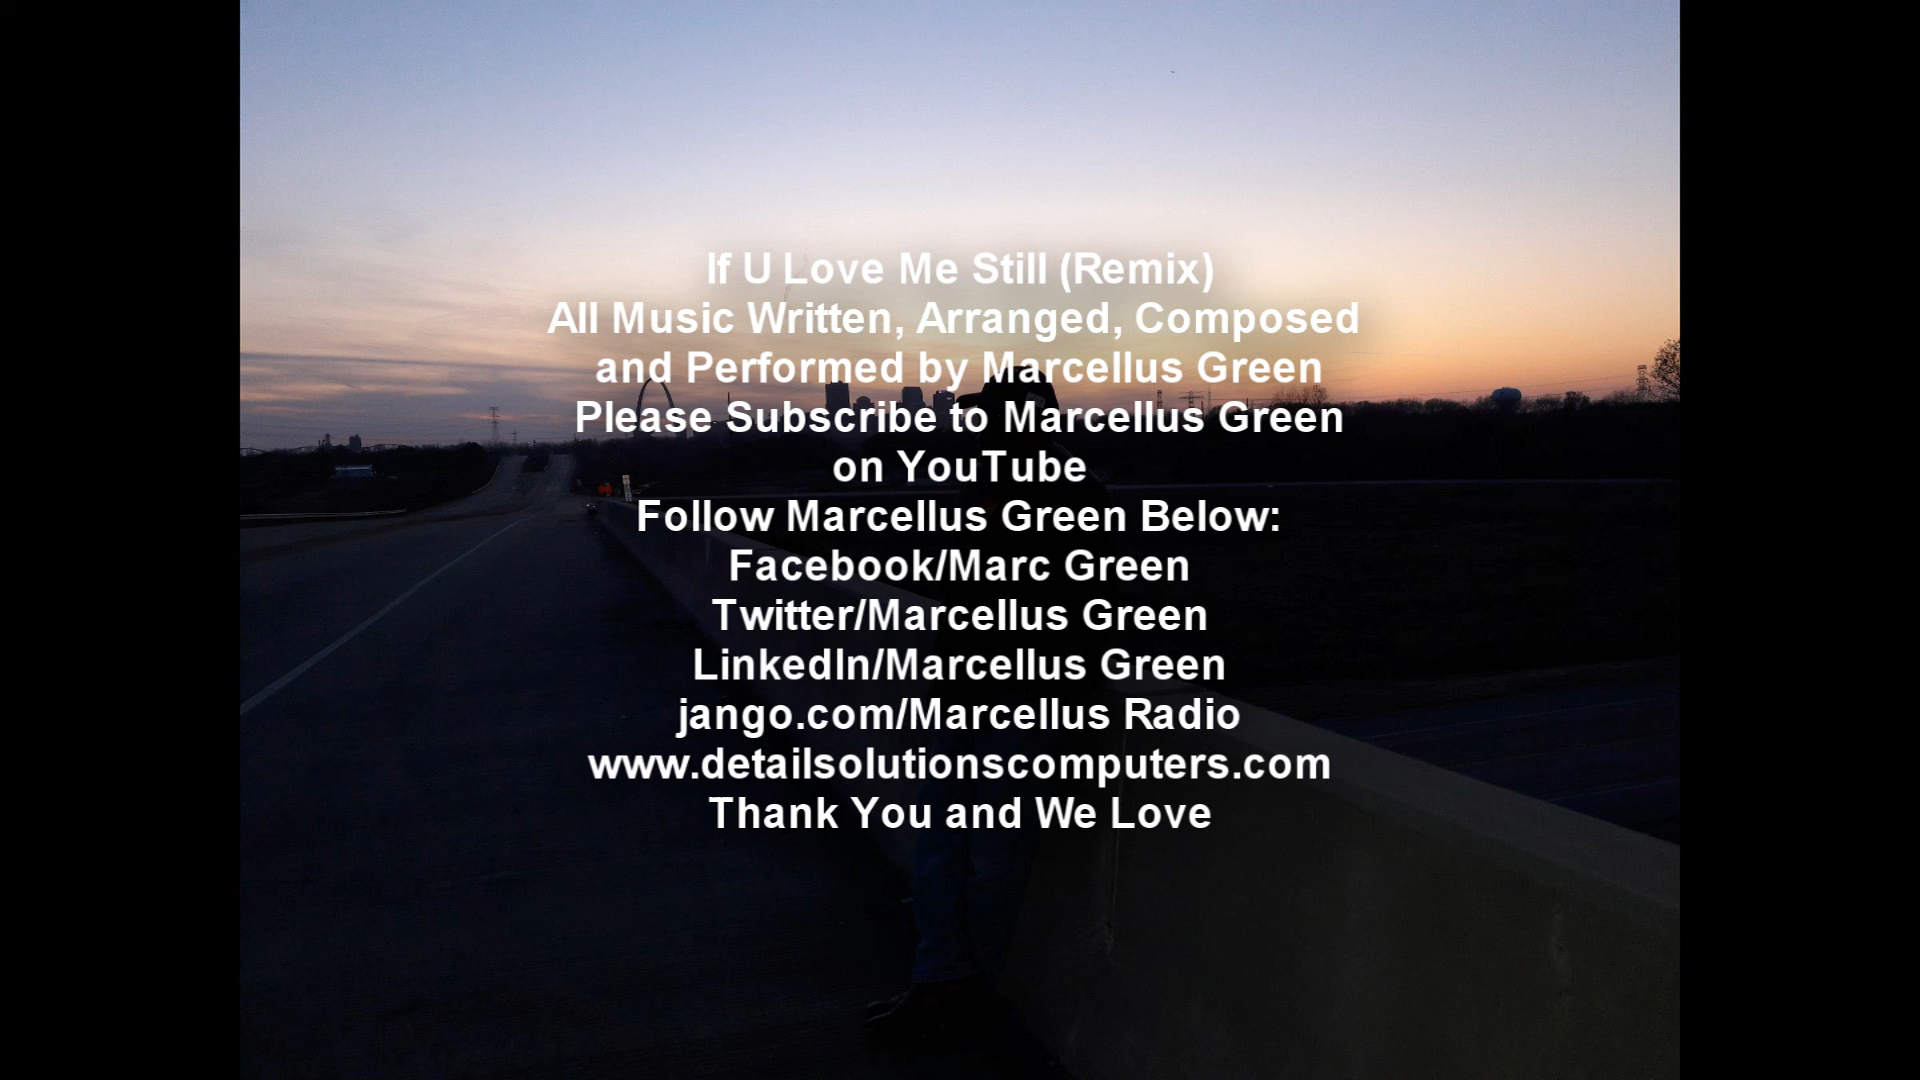 If U Love Me Still (Remix)
All Music Written, Arranged, Composed
and Performed by Marcellus Green
Please Subscribe to Marcellus Green
on YouTube
Follow Marcellus Green Below:
Facebook/Marc Green
Twitter/Marcellus Green
LinkedIn/Marcellus Green
jango.com/Marcellus Radio
www.detailsolutionscomputers.com
Thank You and We Love